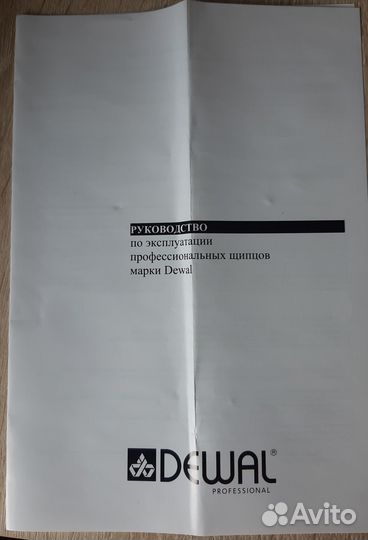 РУКОВОДСТВО
по эксплуатации
профессиональных щипцов
марки Dewal
DEWAL®
PROFESSIONAL
Avito